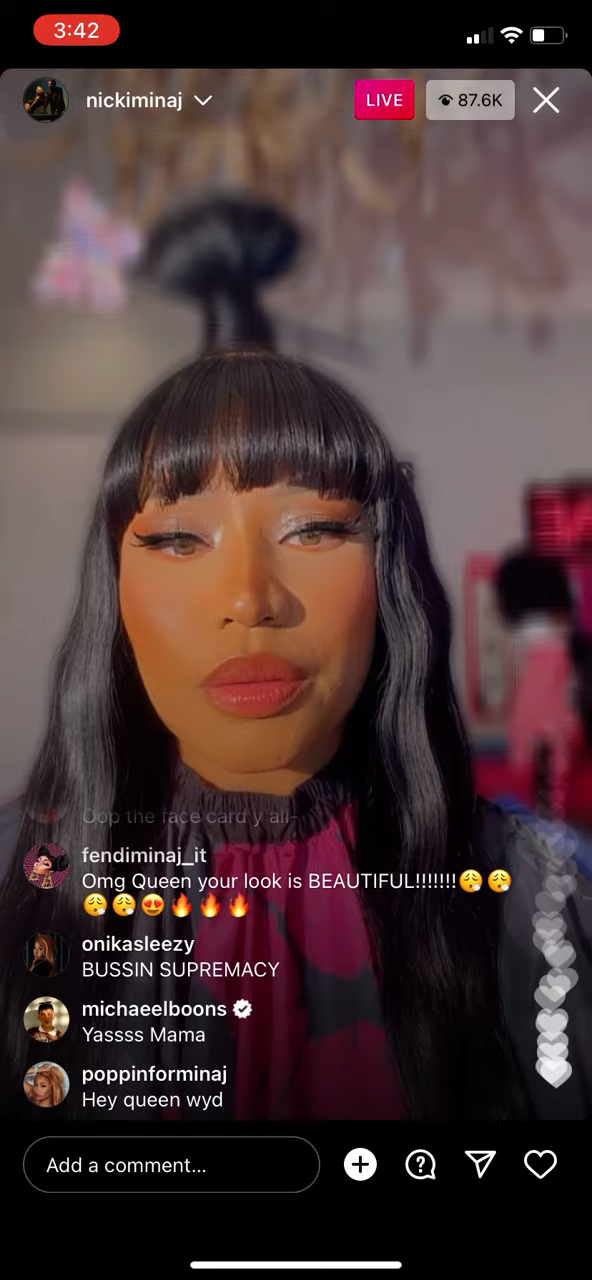 3:42
nickiminaj
LIVE
87.6K
Oop the face card y'all-
fendiminaj_it
Omg Queen your look is BEAUTIFUL!!!!!!!😮‍💨😮‍💨
😮‍💨😮‍💨😍🔥🔥🔥
onikasleezy
BUSSIN SUPREMACY
michaeelboons
Yassss Mama
poppinforminaj
Hey queen wyd
Add a comment...